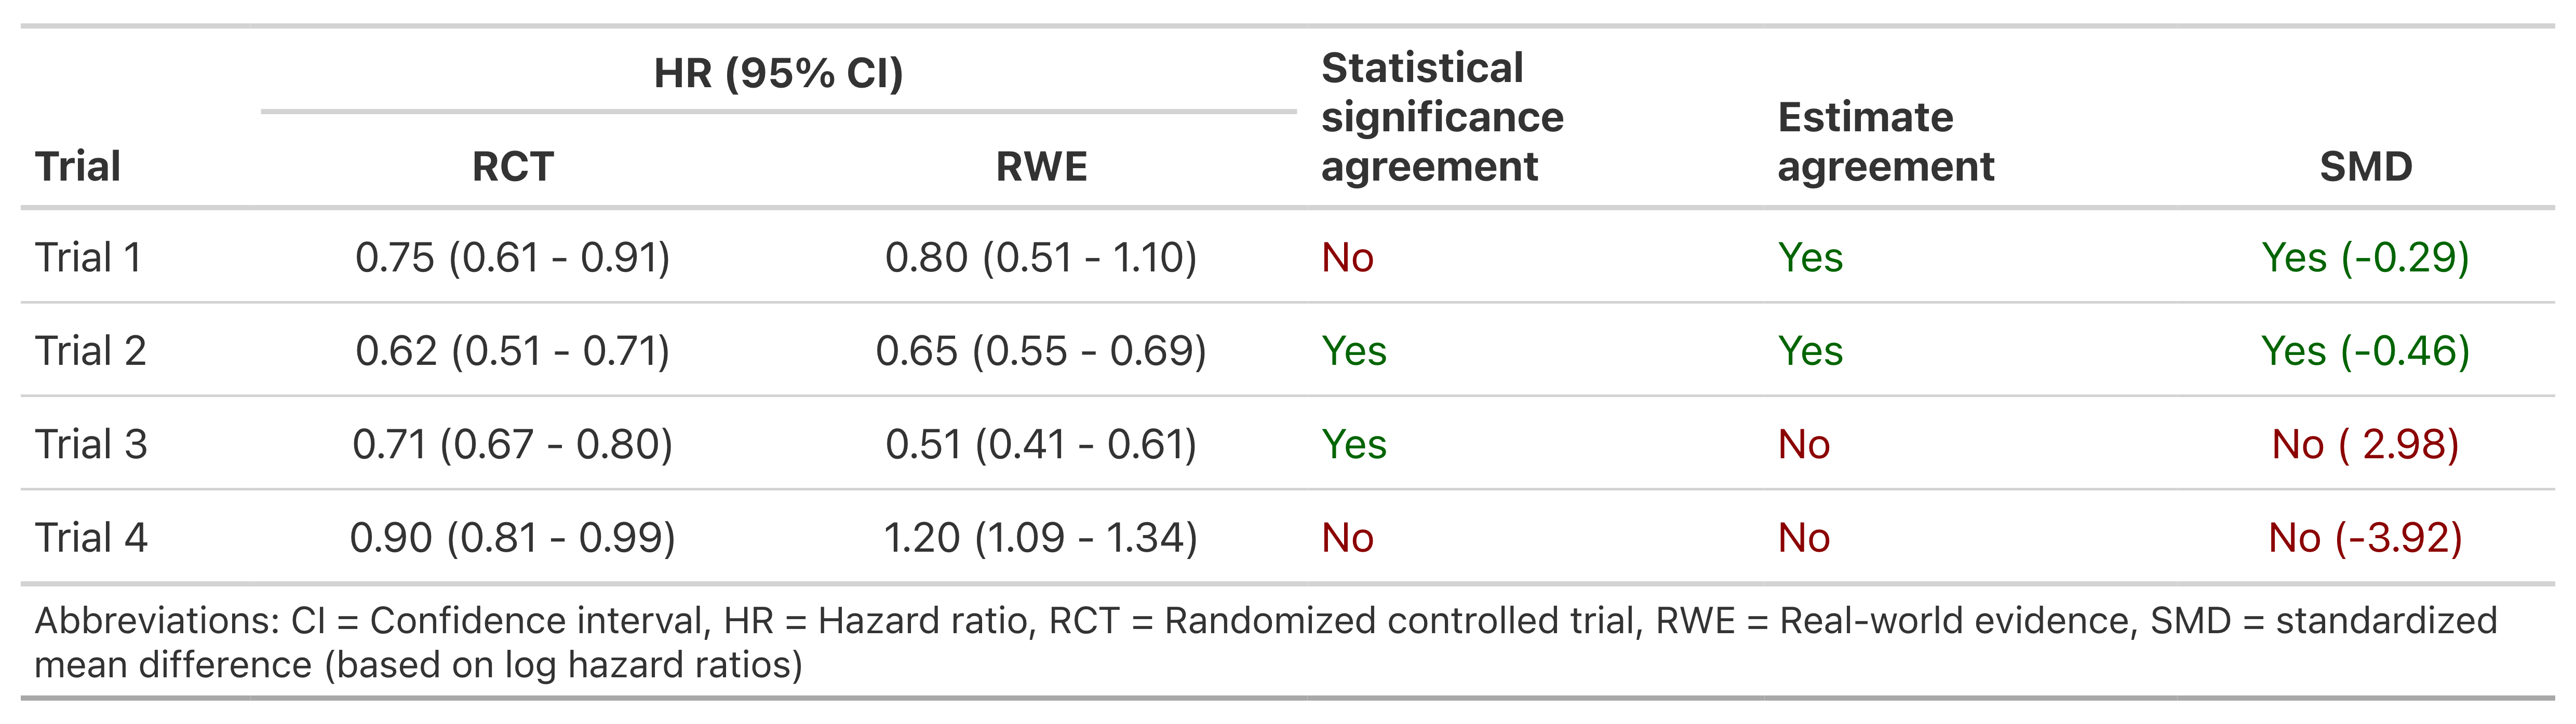 HR (95% CI)
Statistical significance agreement
Estimate agreement
Trial RCT RWE SMD
Trial 1 0.75 (0.61 - 0.91) 0.80 (0.51 - 1.10) No Yes Yes (-0.29)
Trial 2 0.62 (0.51 - 0.71) 0.65 (0.55 - 0.69) Yes Yes Yes (-0.46)
Trial 3 0.71 (0.67 - 0.80) 0.51 (0.41 - 0.61) Yes No No ( 2.98)
Trial 4 0.90 (0.81 - 0.99) 1.20 (1.09 - 1.34) No No No (-3.92)
Abbreviations: CI = Confidence interval, HR = Hazard ratio, RCT = Randomized controlled trial, RWE = Real-world evidence, SMD = standardized
mean difference (based on log hazard ratios)